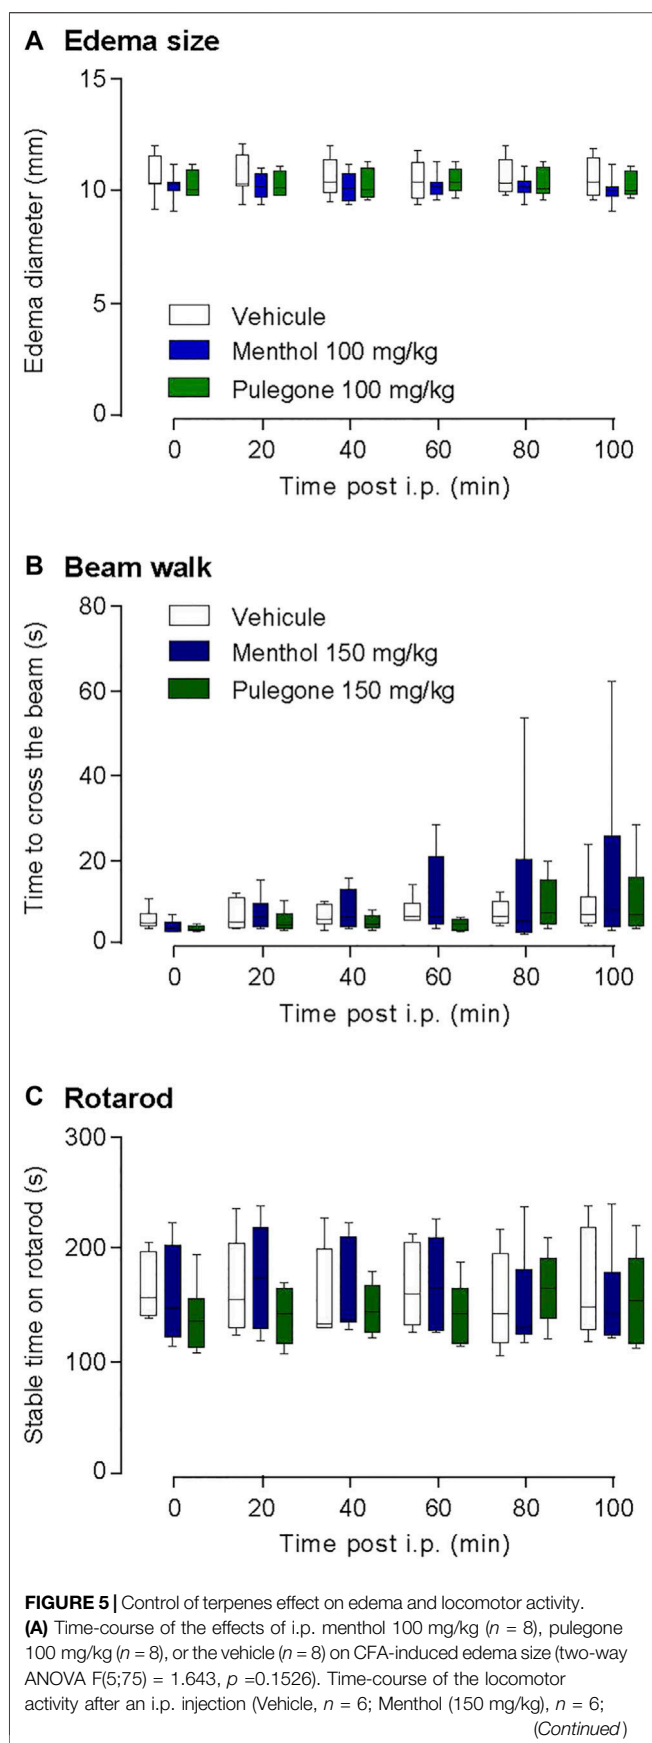 A Edema size
15
10
5
0
Edema diameter (mm)
Vehicule
Menthol 100 mg/kg
Pulegone 100 mg/kg
0 20 40 60 80 100
Time post i.p. (min)
B Beam walk
80
60
40
20
0
Time to cross the beam (s)
Vehicule
Menthol 150 mg/kg
Pulegone 150 mg/kg
0 20 40 60 80 100
Time post i.p. (min)
C Rotarod
300
200
100
0
Stable time on rotarod (s)
0 20 40 60 80 100
Time post i.p. (min)
FIGURE 5 | Control of terpenes effect on edema and locomotor activity.
(A) Time-course of the effects of i.p. menthol 100 mg/kg (n = 8), pulegone
100 mg/kg (n = 8), or the vehicle (n = 8) on CFA-induced edema size (two-way
ANOVA F(5;75) = 1.643, p =0.1526). Time-course of the locomotor
activity after an i.p. injection (Vehicle, n = 6; Menthol (150 mg/kg), n = 6;
(Continued)